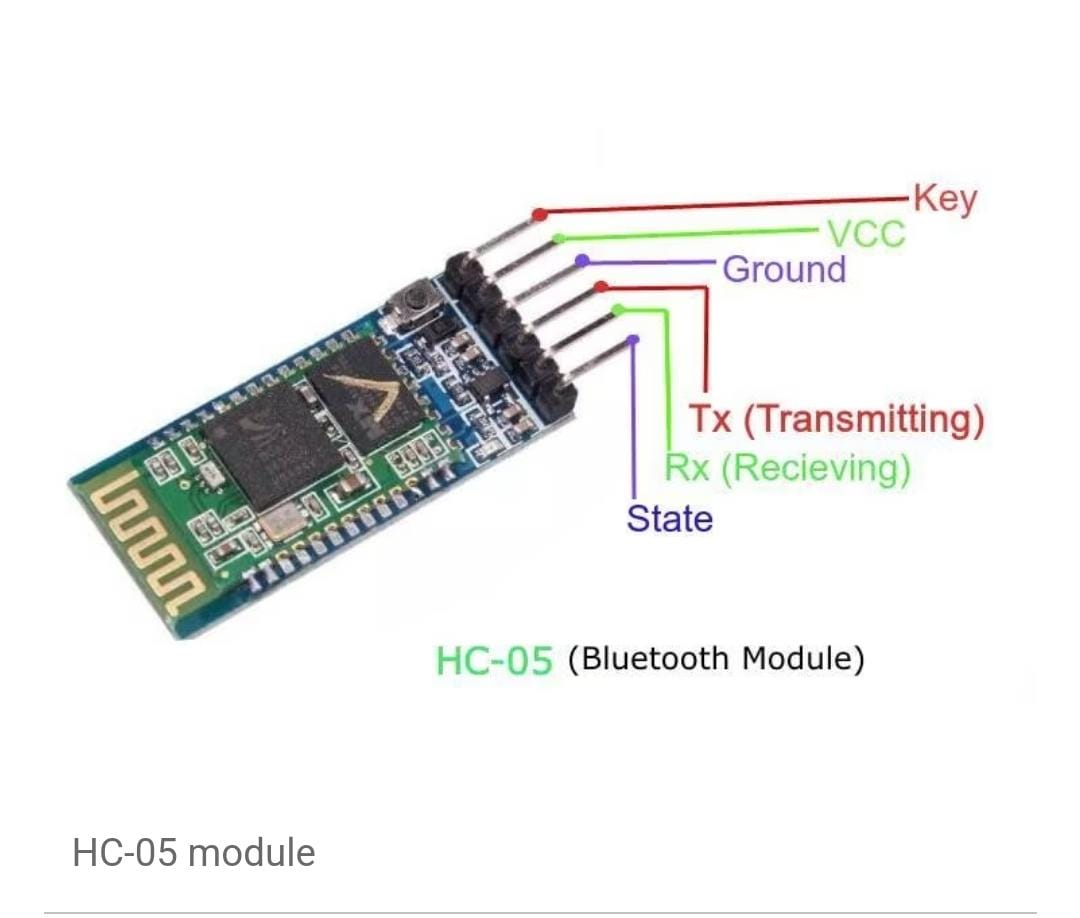 Key
VCC
Ground
Tx (Transmitting)
Rx (Recieving)
State
HC-05 (Bluetooth Module)
HC-05 module